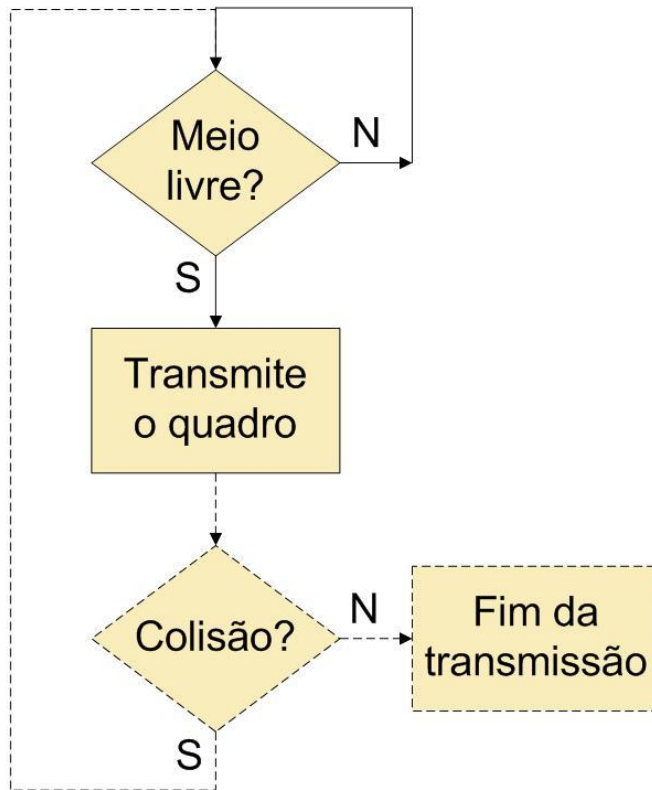 Meio
livre?
N
S
Transmite
o quadro
Colisão?
N
Fim da
transmissão
S